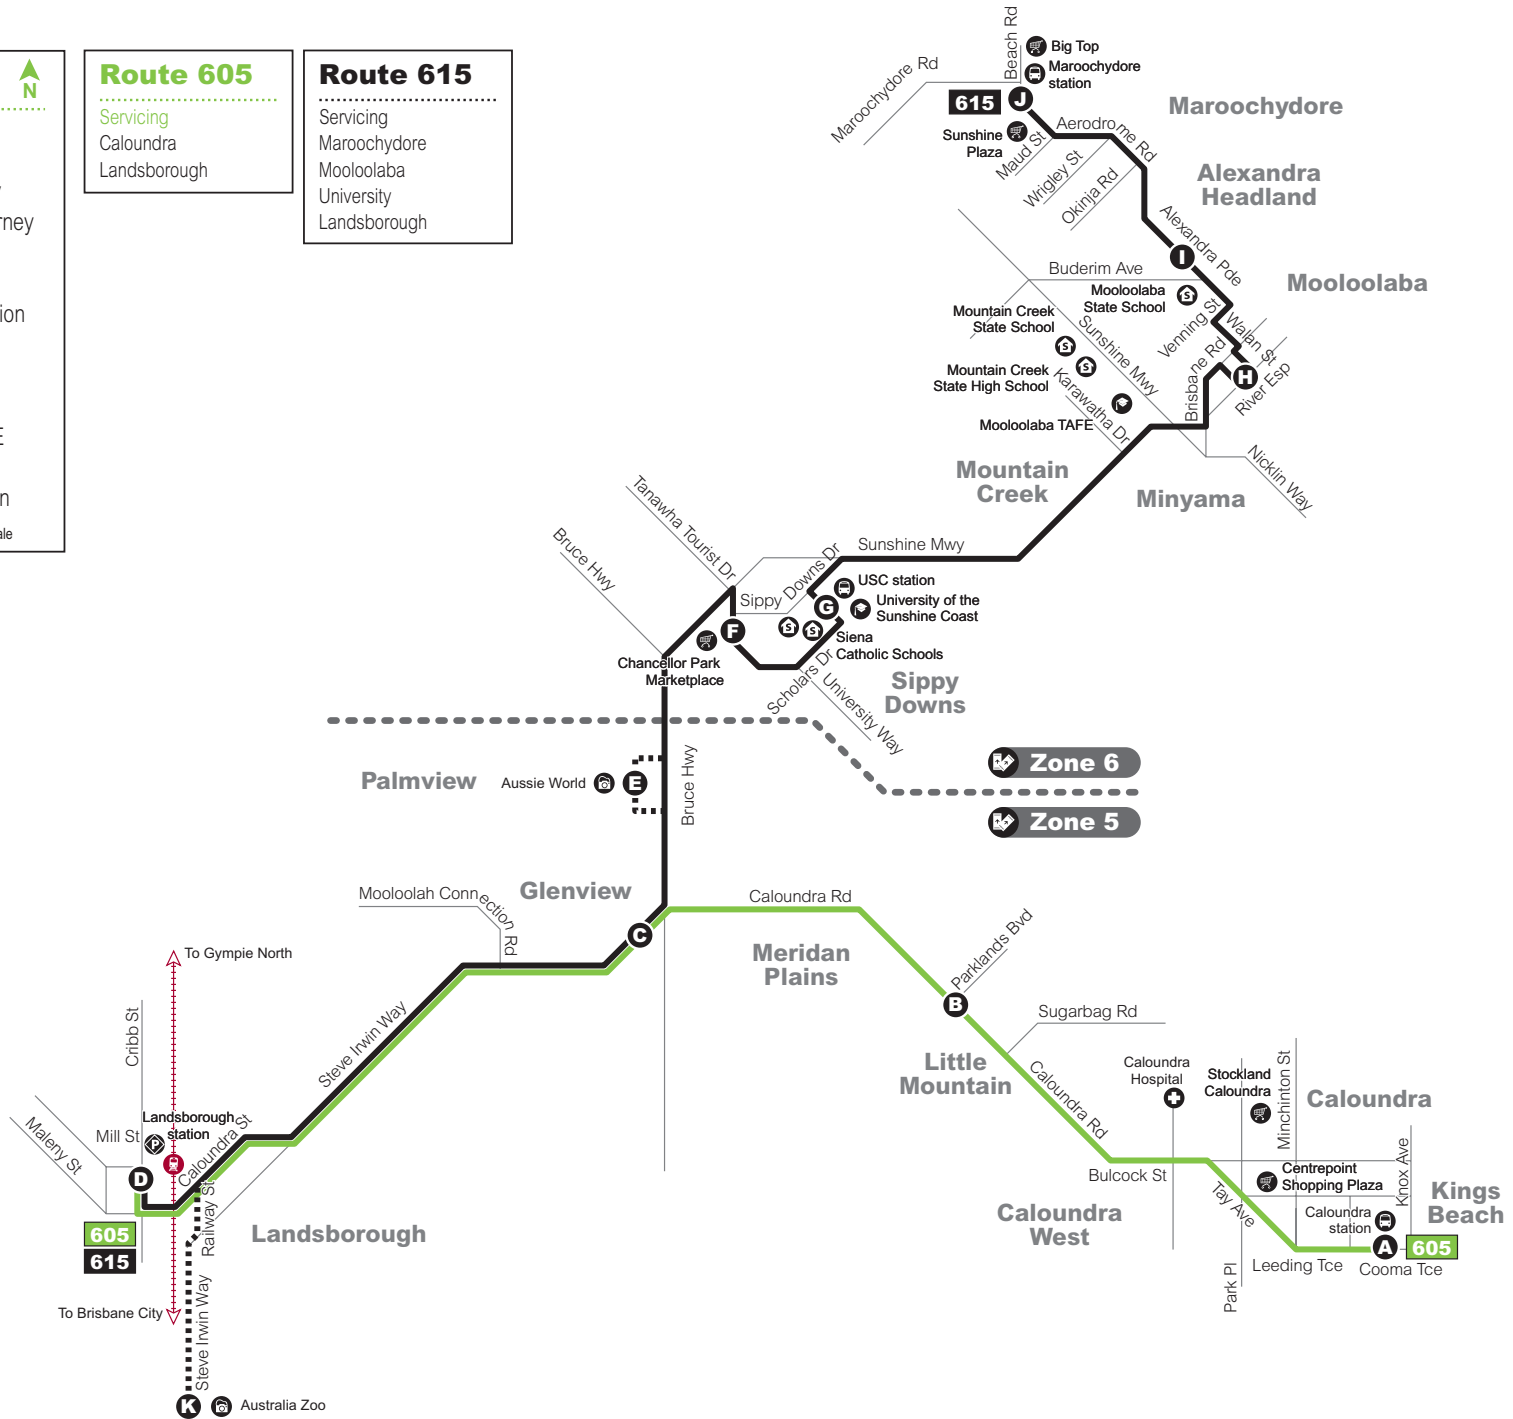 N
rney
ion
E
n
ale
Route 605
Servicing
Caloundra
Landsborough
Route 615
Servicing
Maroochydore
Mooloolaba
University
Landsborough
Beach Rd
Big Top
Maroochydore
station
Maroochydore Rd
615
J
Sunshine
Plaza
Maud St
Aerodrome Rd
Wrigley St
Okinja Rd
Maroochydore
Alexandra
Headland
Alexandra Pde
I
Buderim Ave
Mooloolaba
Mooloolaba
State School
S
Mountain Creek
State School
S
Sunshine Mwy
Venning St
Walan St
Mountain Creek
State High School
S
Karawatha Dr
Brisbane Rd
H
River Esp
Mooloolaba TAFE
Mountain
Creek
Minyama
Nicklin Way
Tanawha Tourist Dr
Bruce Hwy
Sunshine Mwy
Sippy Downs Dr
USC station
G
University of the
Sunshine Coast
F
S
S
Siena
Catholic Schools
Chancellor Park
Marketplace
Scholars Dr
University Way
Sippy
Downs
Palmview
Aussie World
E
Bruce Hwy
Zone 6
Zone 5
Glenview
Mooloolah Connection Rd
C
Caloundra Rd
Meridan
Plains
Parklands Bvd
B
Sugarbag Rd
Little
Mountain
Caloundra Rd
Caloundra
Hospital
Stockland
Caloundra
Minchinton St
Caloundra
Bulcock St
Centrepoint
Shopping Plaza
Knox Ave
Kings
Beach
Tay Ave
Caloundra
West
Caloundra
station
A
605
Park Pl
Leeding Tce
Cooma Tce
To Gympie North
Cribb St
Steve Irwin Way
Landsborough
station
Mill St
P
Maleny St
Caloundra St
D
Railway St
605
615
Landsborough
To Brisbane City
Steve Irwin Way
K
Australia Zoo